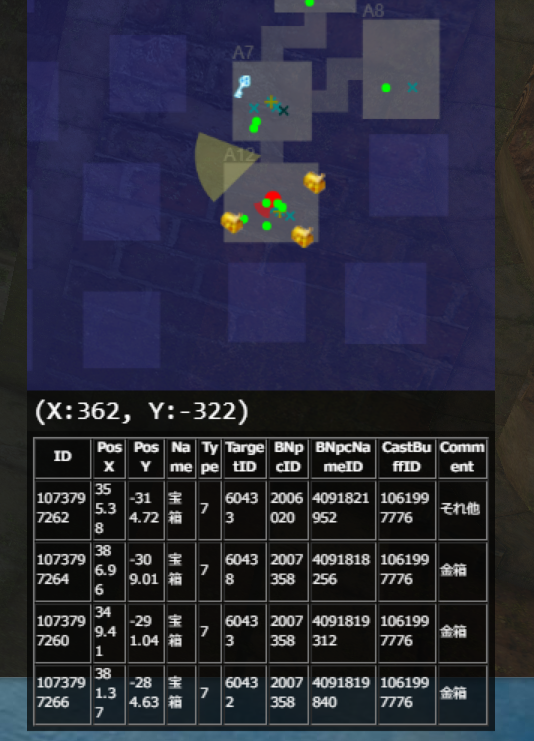 A8
A7
A12
(X:362, Y:-322)
ID Pos X Pos Y Name Type TargetID BNpcID BNpcNameID CastBuffID Comment
1073797262 355.38 -314.72 宝箱 7 60433 2006020 4091821952 1061997776 それ他
1073797264 386.96 -309.01 宝箱 7 60438 2007358 4091818256 1061997776 金箱
1073797260 349.41 -291.04 宝箱 7 60433 2007358 4091819312 1061997776 金箱
1073797266 381.37 -284.63 宝箱 7 60432 2007358 4091819840 1061997776 金箱